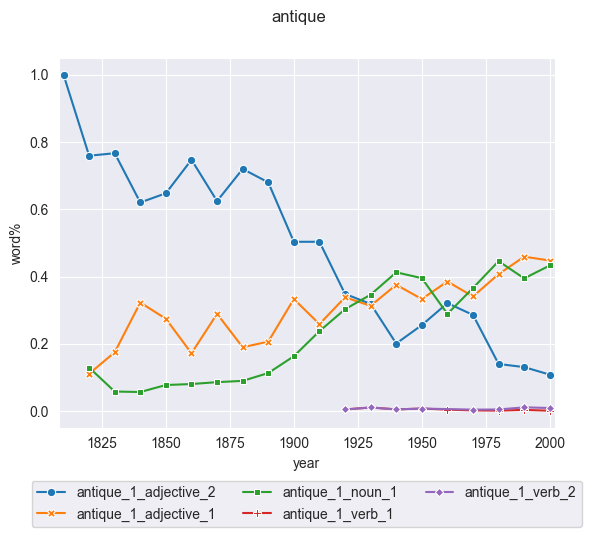 antique
1.0
0.8
0.6
0.4
0.2
0.0
word%
1825 1850 1875 1900 1925 1950 1975 2000
year
antique_1_adjective_2 antique_1_noun_1 antique_1_verb_2
antique_1_adjective_1 antique_1_verb_1